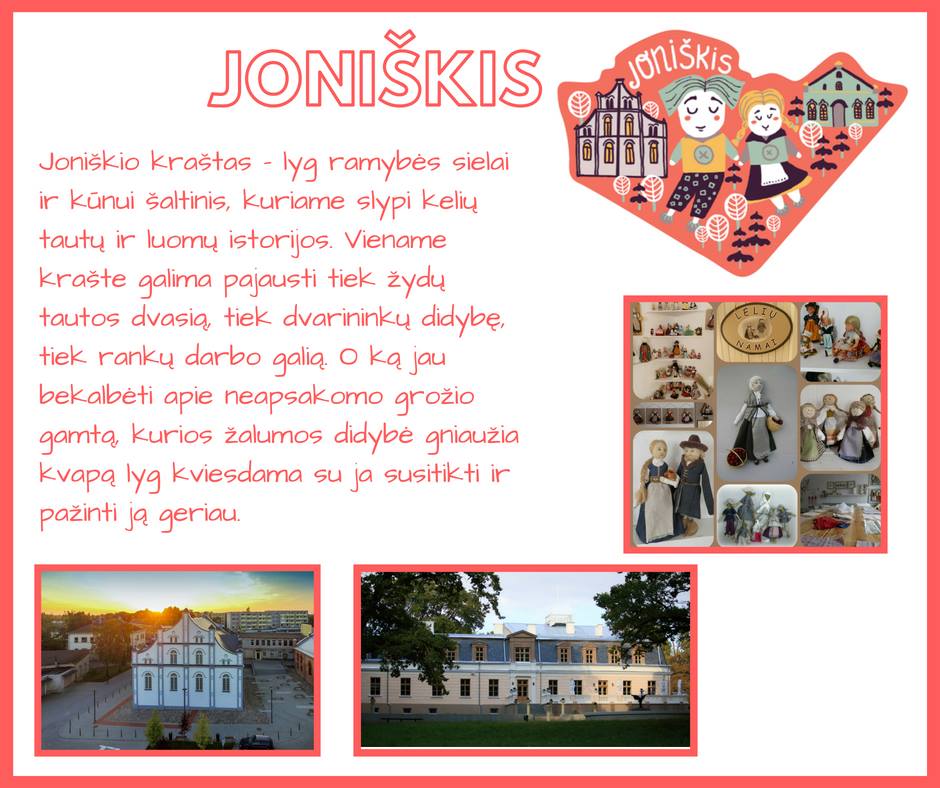 JONIŠKIS
JONIŠKIS
Joniškio kraštas - lyg ramybės sielai
ir kūnui šaltinis, kuriame slypi kelių
tautų ir luomų istorijos. Viename
krašte galima pajausti tiek žydų
tautos dvasią, tiek dvarininkų didybę,
tiek rankų darbo galią. O ką jau
bekalbėti apie neapsakomo grožio
gamtą, kurios žalumos didybė gniaužia
kvapą lyg kviesdama su ja susitikti ir
pažinti ją geriau.
LĖLIŲ
NAMAI